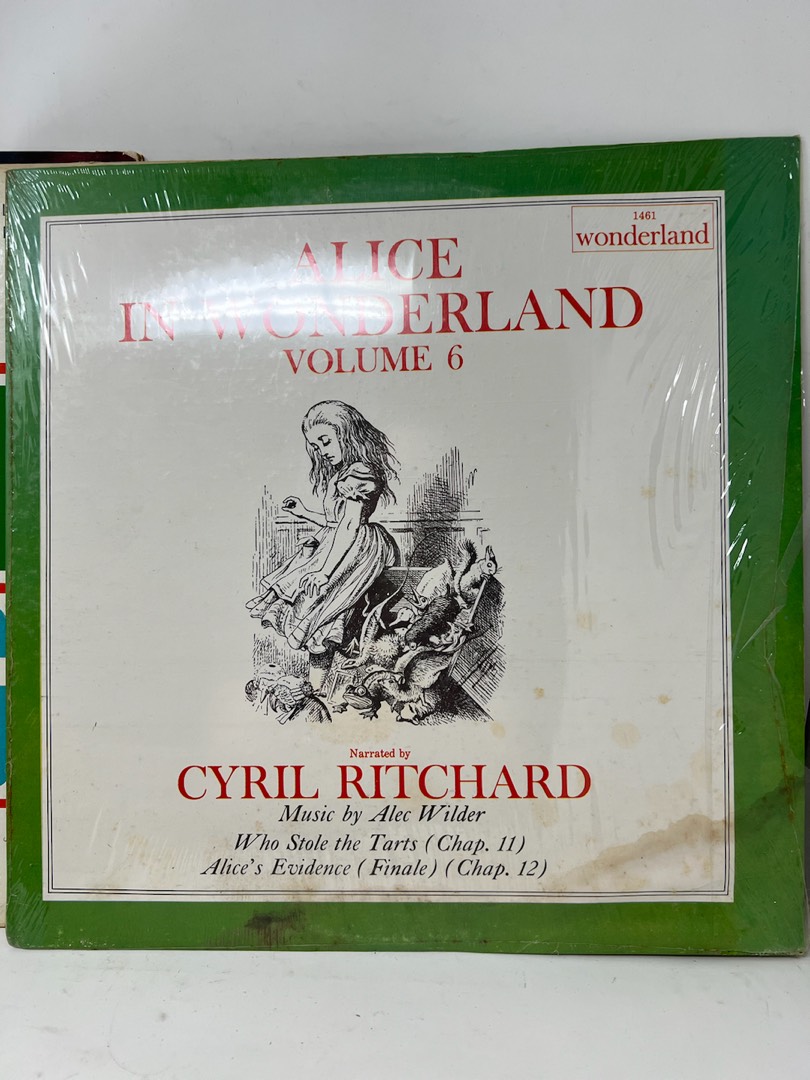 1461
wonderland
ALICE
IN WONDERLAND
VOLUME 6
Narrated by
CYRIL RITCHARD
Music by Alec Wilder
Who Stole the Tarts (Chap. 11)
Alice's Evidence (Finale) (Chap. 12)